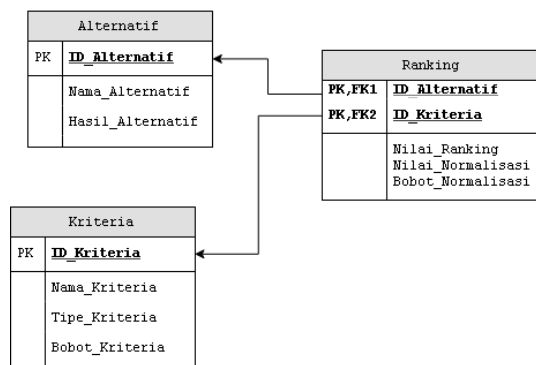 Alternatif
PK ID_Alternatif
Nama_Alternatif
Hasil_Alternatif
Ranking
PK,FK1 ID_Alternatif
PK,FK2 ID_Kriteria
Nilai_Ranking
Nilai_Normalisasi
Bobot_Normalisasi
Kriteria
PK ID_Kriteria
Nama_Kriteria
Tipe_Kriteria
Bobot_Kriteria